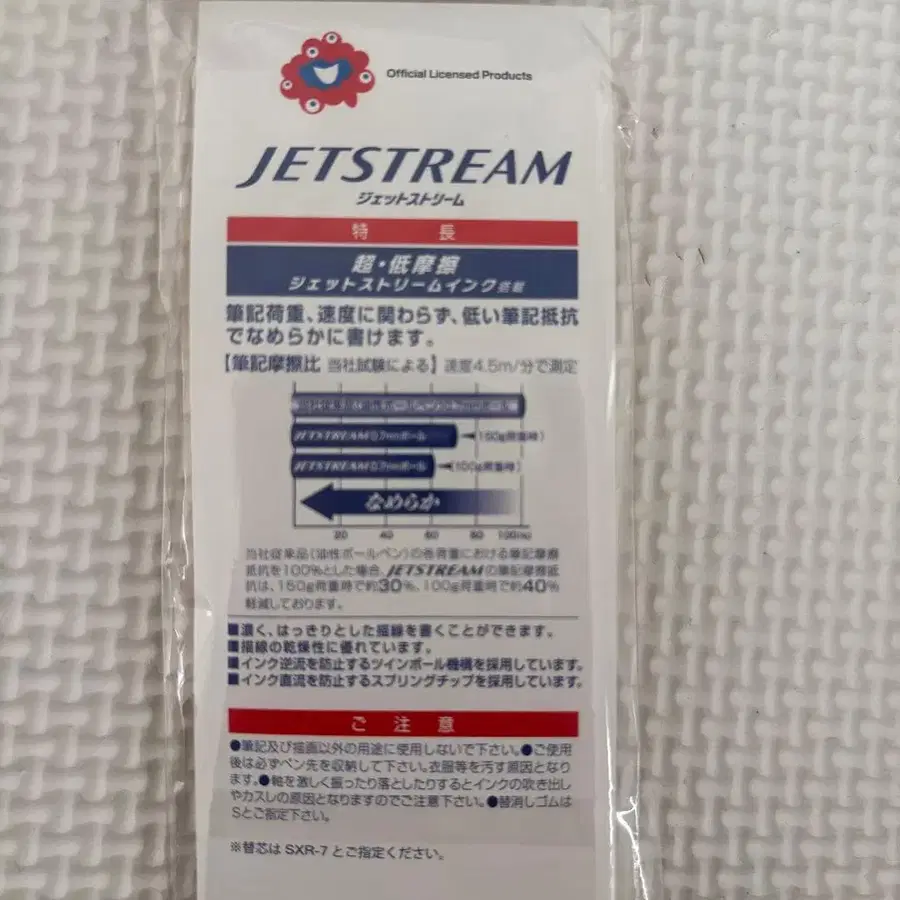 Official Licensed Products
JETSTREAM
ジェットストリーム
特長
超・低摩擦
ジェットストリームインク搭載
筆記荷重、速度に関わらず、低い筆記抵抗
でなめらかに書けます。
【筆記摩擦比 当社試験による】速度4.5m/分で測定
JETSTREAM 0.7mmボール (150g荷重時)
JETSTREAM 0.7mmボール (100g荷重時)
なめらか
20 40 60 80 100(%)
当社従来品(油性ボールペン)の各荷重における筆記摩擦
抵抗を100%とした場合、JETSTREAMの筆記摩擦抵
抗は、150g荷重時で約30%、100g荷重時で約40%
軽減しております。
■濃く、はっきりとした描線を書くことができます。
■描線の乾燥性に優れています。
■インク逆流を防止するツインボール機構を採用しています。
■インク直流を防止するスプリングチップを採用しています。
ご注意
●筆記及び描画以外の用途に使用しないで下さい。●ご使用
後は必ずペン先を収納して下さい。衣服等を汚す原因となり
ます。●軸を激しく振ったり落としたりするとインクの吹き出し
やカスレの原因となりますのでご注意下さい。●替消しゴムは
Sとご指定下さい。
※替芯は SXR-7 とご指定ください。